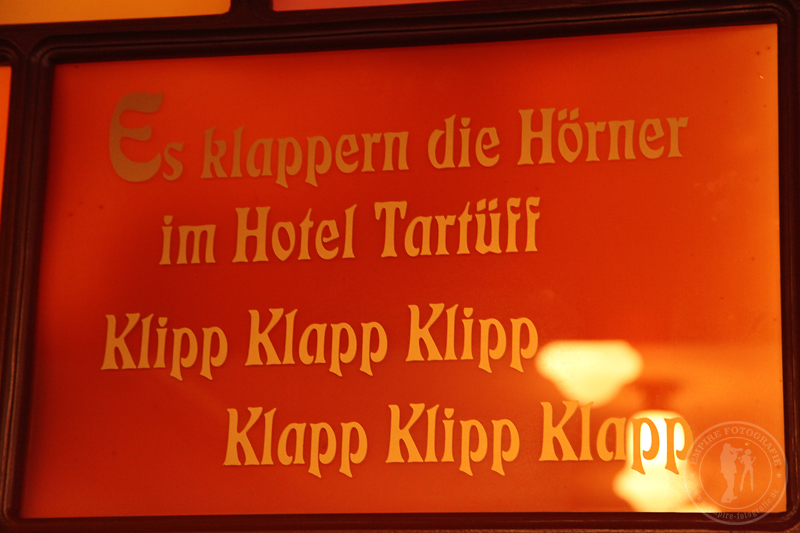 Es klappern die Hörner
im Hotel Tartüff
Klipp Klapp Klipp
Klapp Klipp Klapp